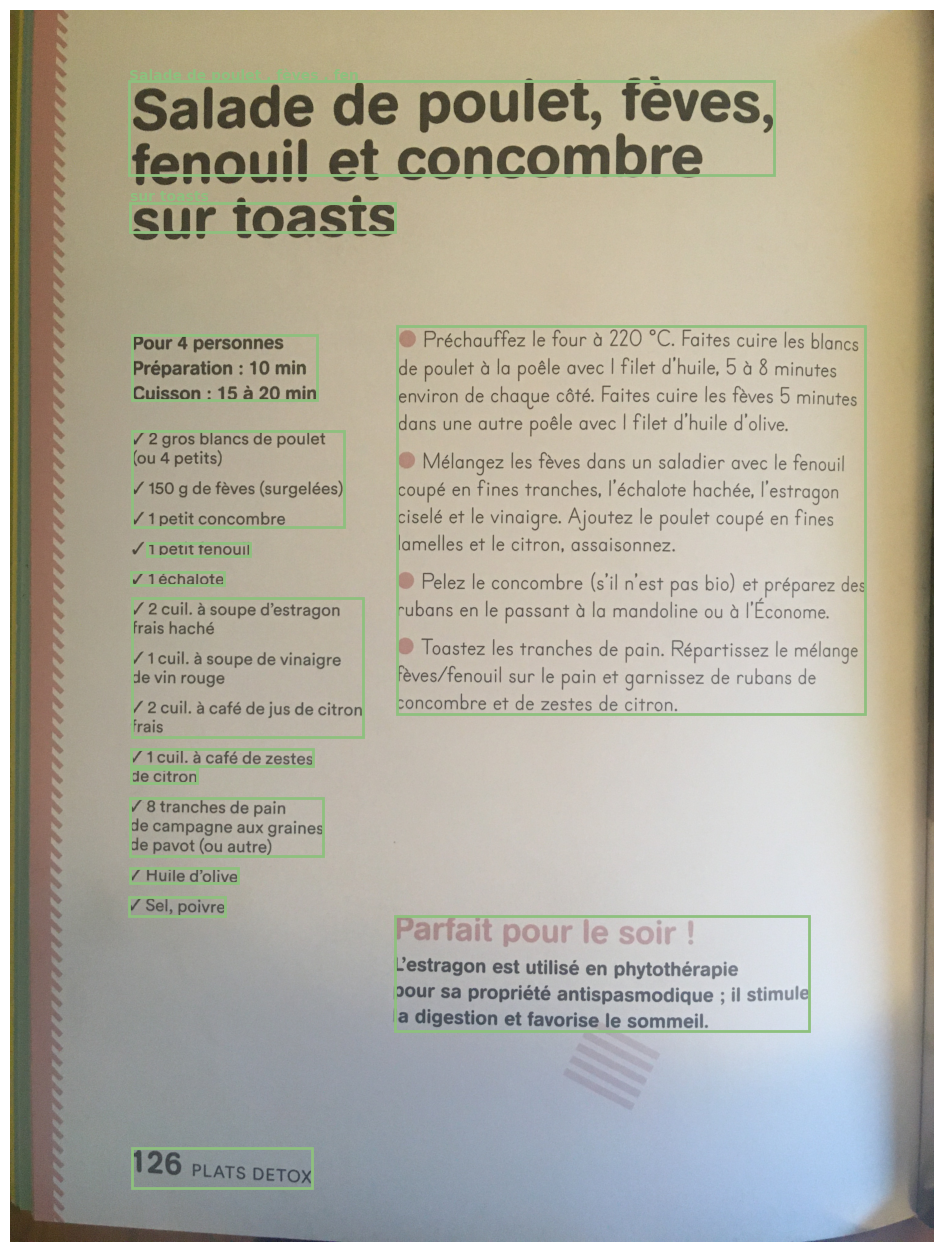 Salade de poulet, fèves,
fenouil et concombre
sur toasts
Pour 4 personnes
Préparation : 10 min
Cuisson : 15 à 20 min
✓ 2 gros blancs de poulet
(ou 4 petits)
✓ 150 g de fèves (surgelées)
✓ 1 petit concombre
✓ 1 petit fenouil
✓ 1 échalote
✓ 2 cuil. à soupe d'estragon
frais haché
✓ 1 cuil. à soupe de vinaigre
de vin rouge
✓ 2 cuil. à café de jus de citron
frais
✓ 1 cuil. à café de zestes
de citron
✓ 8 tranches de pain
de campagne aux graines
de pavot (ou autre)
✓ Huile d'olive
✓ Sel, poivre
● Préchauffez le four à 220 °C. Faites cuire les blancs
de poulet à la poêle avec 1 filet d'huile, 5 à 8 minutes
environ de chaque côté. Faites cuire les fèves 5 minutes
dans une autre poêle avec 1 filet d'huile d'olive.
● Mélangez les fèves dans un saladier avec le fenouil
coupé en fines tranches, l'échalote hachée, l'estragon
ciselé et le vinaigre. Ajoutez le poulet coupé en fines
lamelles et le citron, assaisonnez.
● Pelez le concombre (s'il n'est pas bio) et préparez des
rubans en le passant à la mandoline ou à l'Économe.
● Toastez les tranches de pain. Répartissez le mélange
fèves/fenouil sur le pain et garnissez de rubans de
concombre et de zestes de citron.
Parfait pour le soir !
L'estragon est utilisé en phytothérapie
pour sa propriété antispasmodique ; il stimule
la digestion et favorise le sommeil.
126 PLATS DETOX